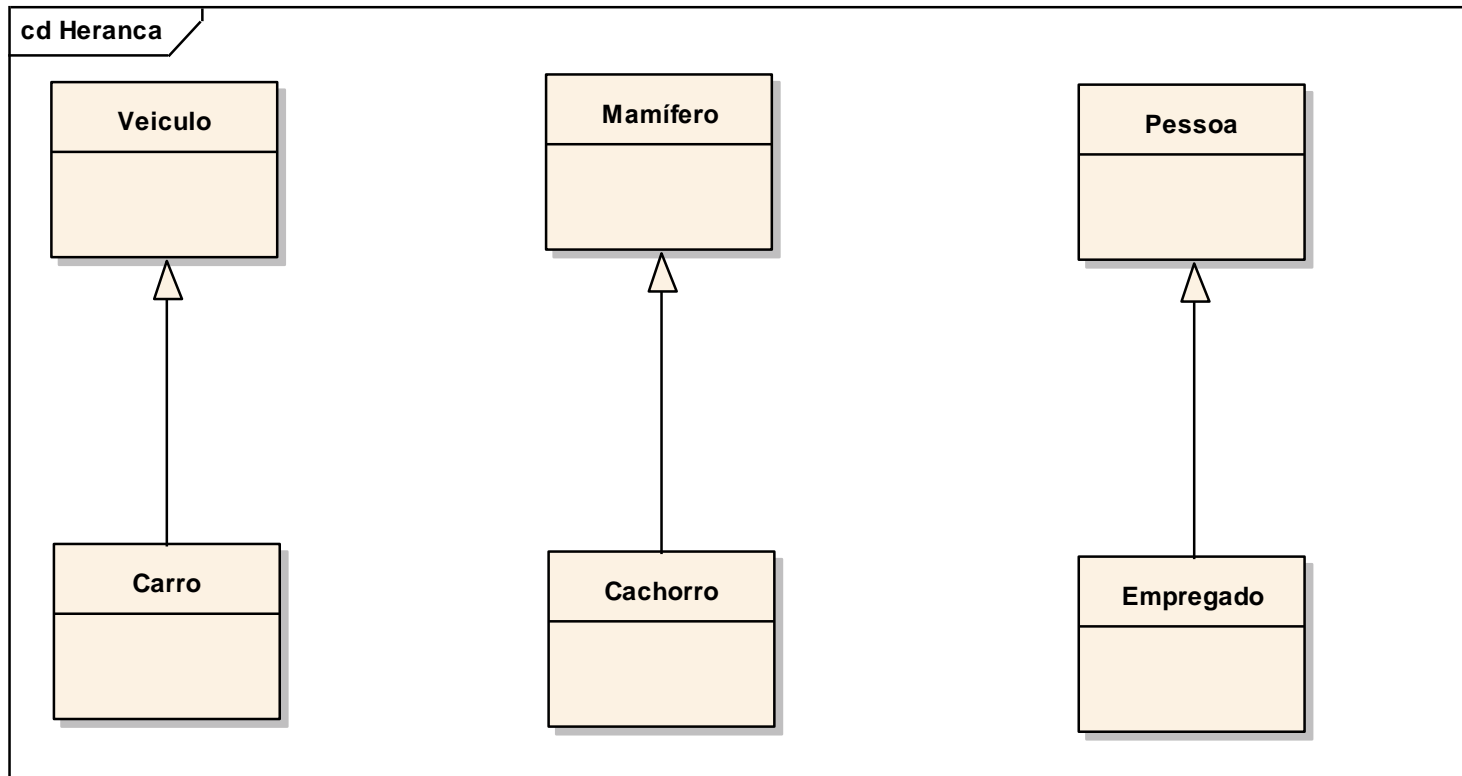 cd Heranca
Veiculo
Mamífero
Pessoa
Carro
Cachorro
Empregado